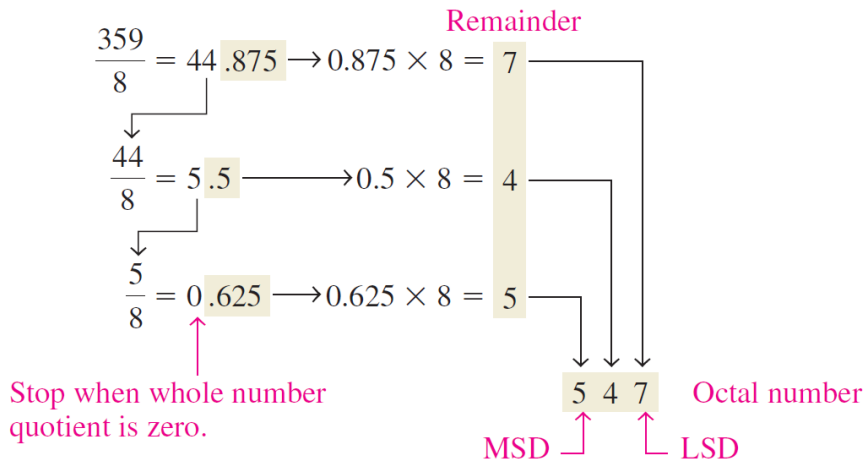 Remainder
359/8 = 44 .875 → 0.875 × 8 = 7
44/8 = 5 .5 → 0.5 × 8 = 4
5/8 = 0 .625 → 0.625 × 8 = 5
Stop when whole number
quotient is zero.
5 4 7 Octal number
MSD LSD